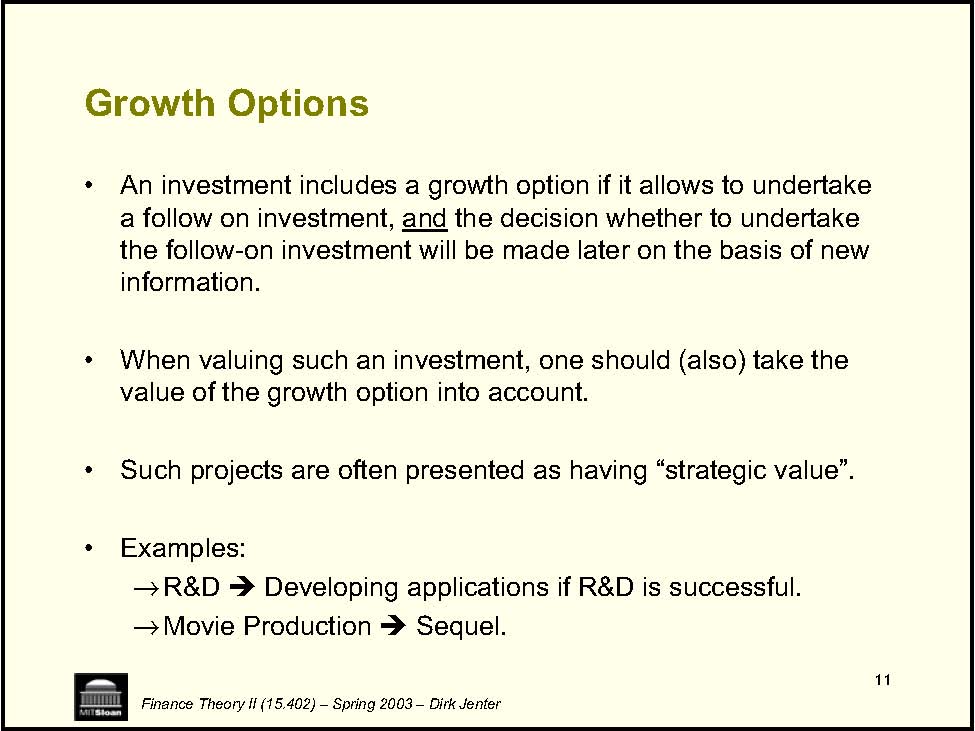 Growth Options
• An investment includes a growth option if it allows to undertake
a follow on investment, and the decision whether to undertake
the follow-on investment will be made later on the basis of new
information.
• When valuing such an investment, one should (also) take the
value of the growth option into account.
• Such projects are often presented as having “strategic value”.
• Examples:
→R&D ➔ Developing applications if R&D is successful.
→Movie Production ➔ Sequel.
11
MITSloan
Finance Theory II (15.402) – Spring 2003 – Dirk Jenter